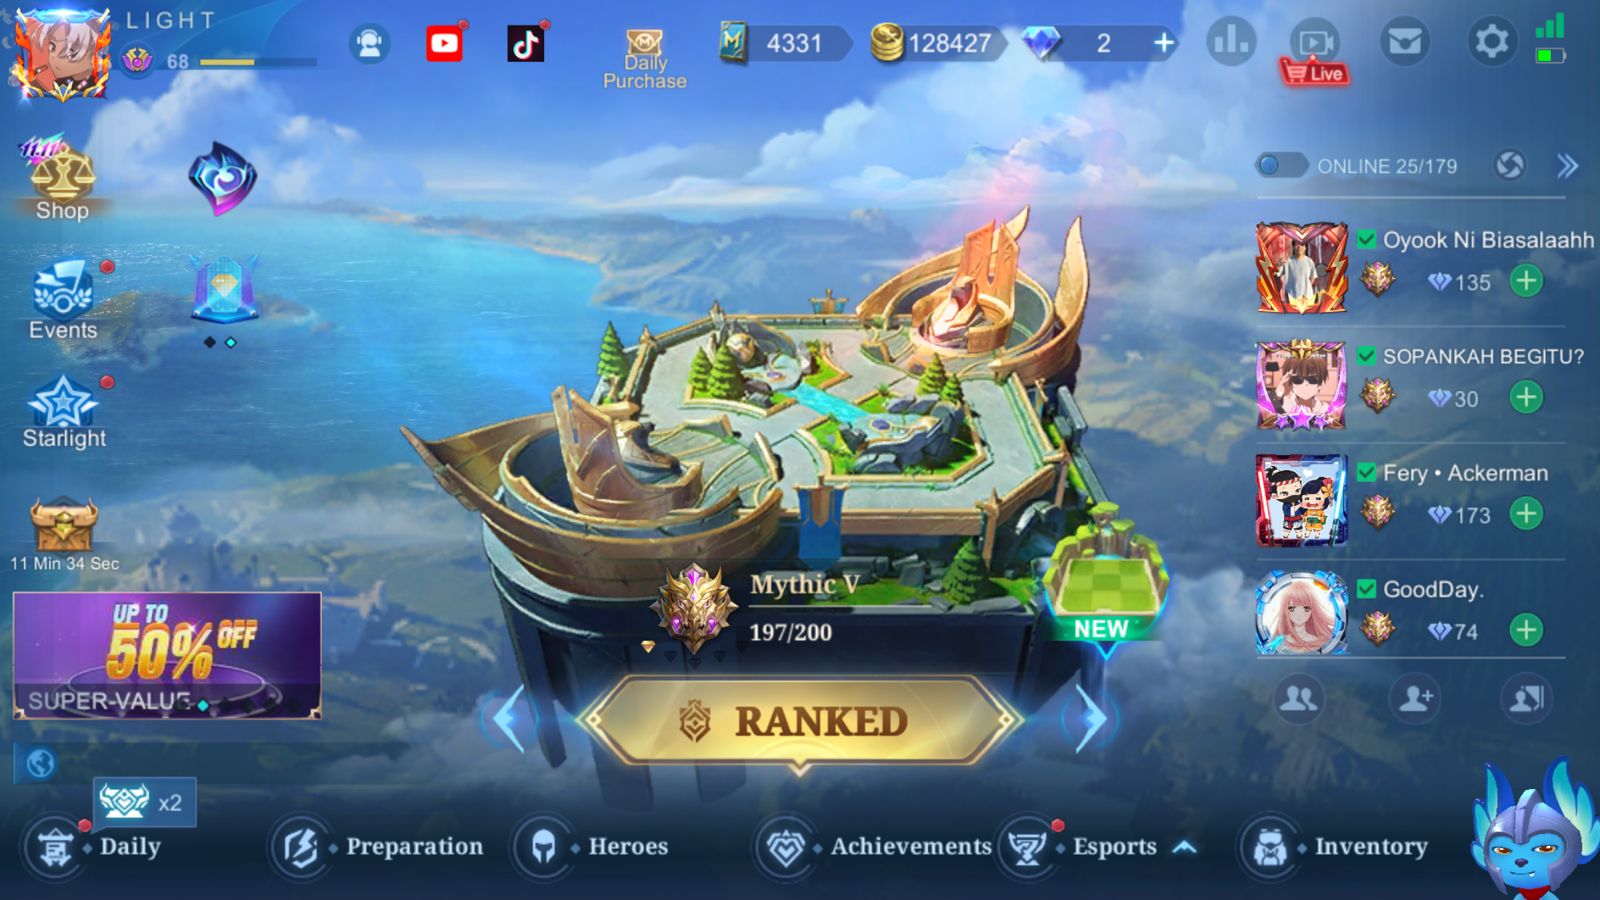 LIGHT
68
Daily
Purchase
4331
128427
2
Live
11.11
Shop
Events
Starlight
11 Min 34 Sec
UP TO
50% OFF
SUPER-VALUE
x2
ONLINE 25/179
Oyook Ni Biasalaahh
135
SOPANKAH BEGITU?
30
Fery • Ackerman
173
GoodDay.
74
Mythic V
197/200
NEW
RANKED
Daily
Preparation
Heroes
Achievements
Esports
Inventory